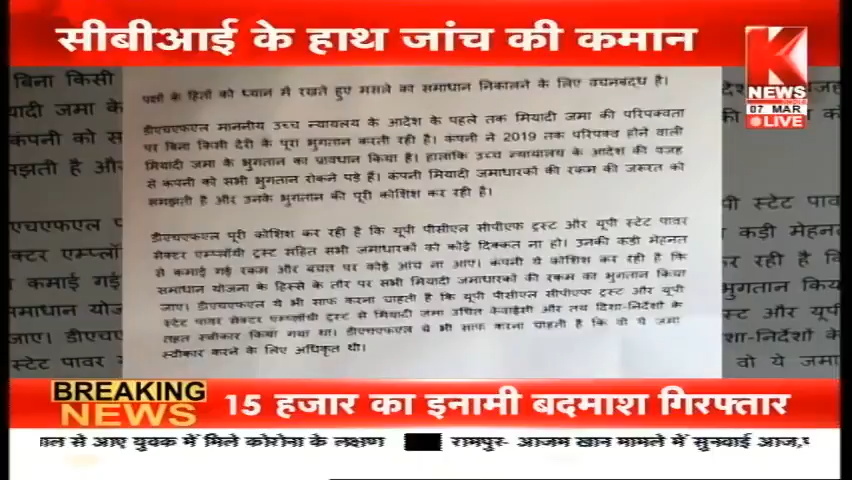 सीबीआई के हाथ जांच की कमान
K
NEWS
INDIA
07 MAR
LIVE
पक्षों के हितों को ध्यान में रखते हुए मसले का समाधान निकालने के लिए वचनबद्ध है।
डीएचएफएल माननीय उच्च न्यायालय के आदेश के पहले तक मियादी जमा की परिपक्वता
पर बिना किसी देरी के पूरा भुगतान करती रही है। कंपनी ने 2019 तक परिपक्व होने वाली
मियादी जमा के भुगतान का प्रावधान किया है। हालांकि उच्च न्यायालय के आदेश की वजह
से कंपनी को सभी भुगतान रोकने पड़े हैं। कंपनी मियादी जमाधारकों की रकम की जरूरत को
समझती है और उनके भुगतान की पूरी कोशिश कर रही है।
डीएचएफएल पूरी कोशिश कर रही है कि यूपी पीसीएल सीपीएफ ट्रस्ट और यूपी स्टेट पावर
सेक्टर एम्प्लॉयी ट्रस्ट सहित सभी जमाधारकों को कोई दिक्कत ना हो। उनकी कड़ी मेहनत
से कमाई गई रकम और बचत पर कोई आंच ना आए। कंपनी ये कोशिश कर रही है कि
समाधान योजना के हिस्से के तौर पर सभी मियादी जमाधारकों की रकम का भुगतान किया
जाए। डीएचएफएल ये भी साफ करना चाहती है कि यूपी पीसीएल सीपीएफ ट्रस्ट और यूपी
स्टेट पावर सेक्टर एम्प्लॉयी ट्रस्ट से मियादी जमा उचित केवाईसी और तय दिशा-निर्देशों के
तहत स्वीकार किया गया था। डीएचएफएल ये भी साफ करना चाहती है कि वो ये जमा
स्वीकार करने के लिए अधिकृत थी।
BREAKING
NEWS
15 हजार का इनामी बदमाश गिरफ्तार
ाल से आए युवक में मिले कोरोना के लक्षण रामपुर- आजम खान मामले में सुनवाई आज,